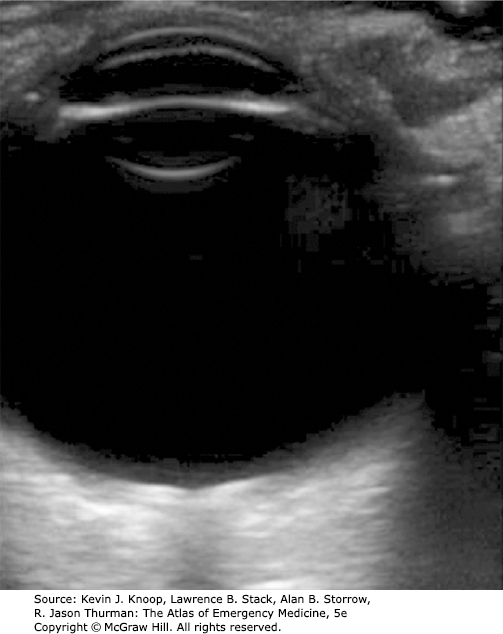 Source: Kevin J. Knoop, Lawrence B. Stack, Alan B. Storrow,
R. Jason Thurman: The Atlas of Emergency Medicine, 5e
Copyright © McGraw Hill. All rights reserved.